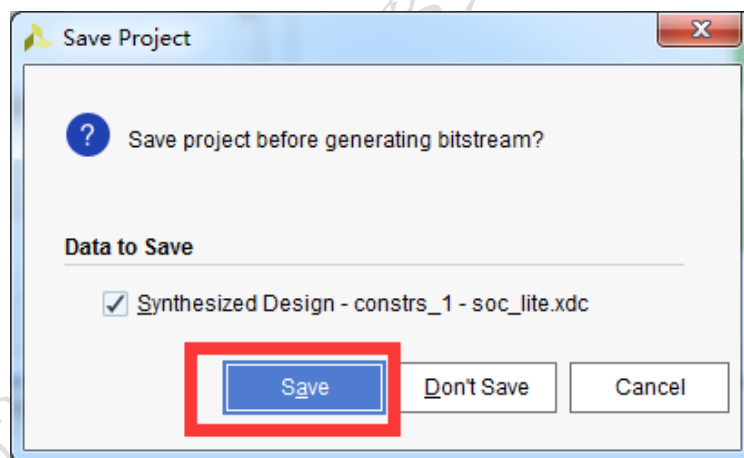 Save Project
Save project before generating bitstream?
Data to Save
Synthesized Design - constrs_1 - soc_lite.xdc
Save Don't Save Cancel